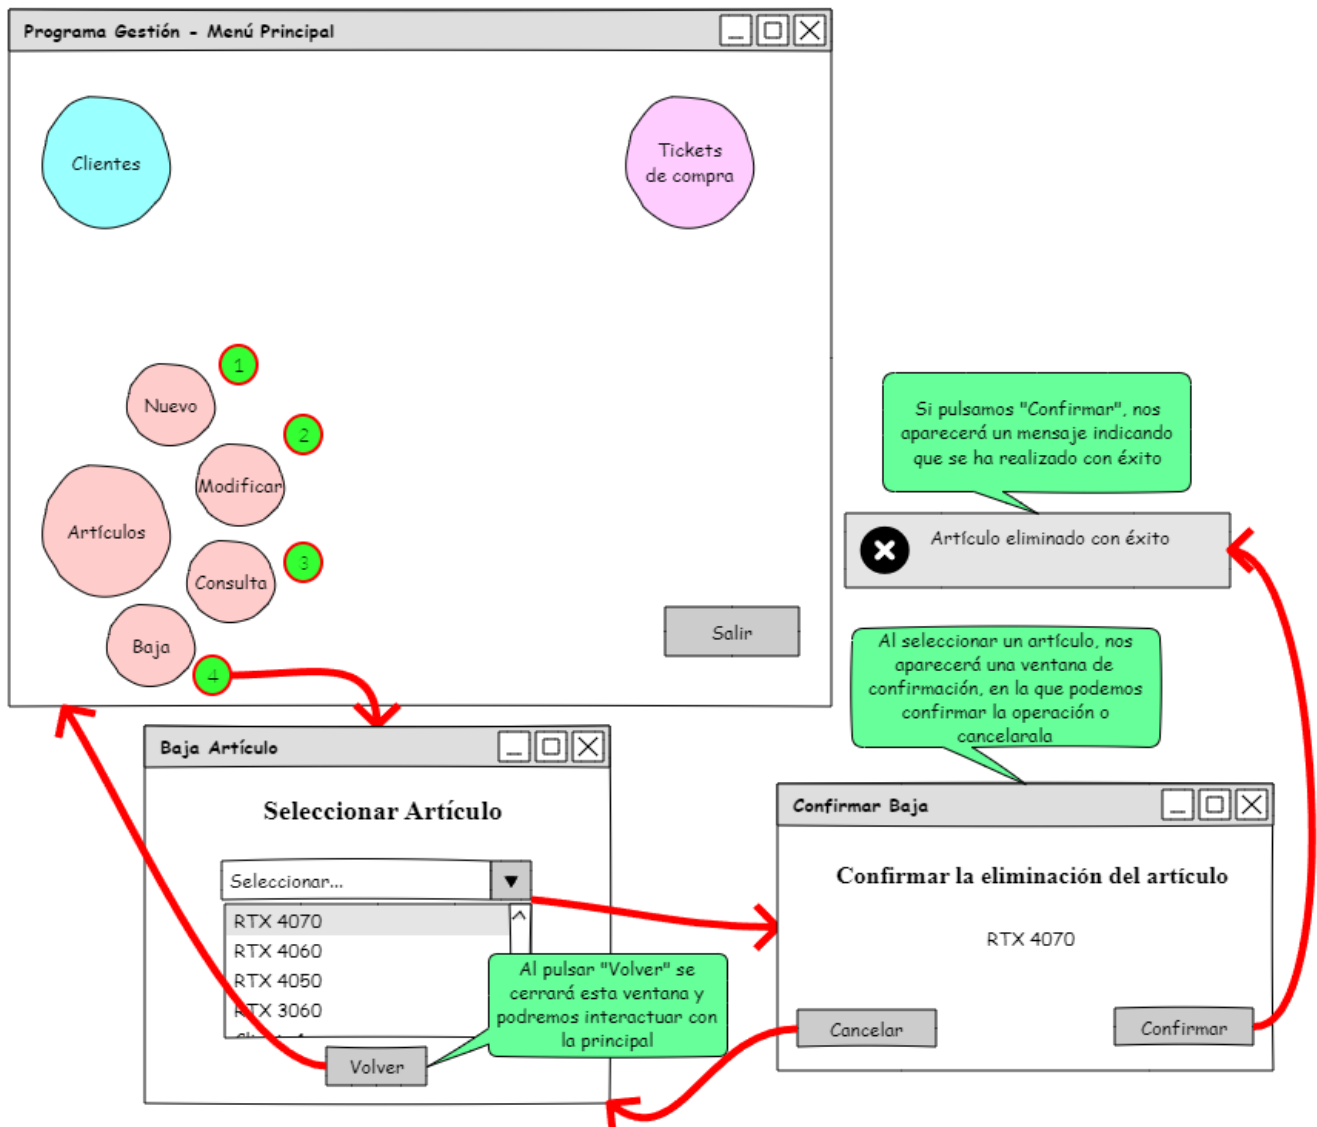 Programa Gestión - Menú Principal
Clientes
Tickets
de compra
1
Nuevo
2
Modificar
Artículos
3
Consulta
Baja
4
Salir
Si pulsamos "Confirmar", nos
aparecerá un mensaje indicando
que se ha realizado con éxito
Artículo eliminado con éxito
Al seleccionar un artículo, nos
aparecerá una ventana de
confirmación, en la que podemos
confirmar la operación o
cancelarala
Baja Artículo
Seleccionar Artículo
Seleccionar...
RTX 4070
RTX 4060
RTX 4050
RTX 3060
Al pulsar "Volver" se
cerrará esta ventana y
podremos interactuar con
la principal
Volver
Confirmar Baja
Confirmar la eliminación del artículo
RTX 4070
Cancelar
Confirmar